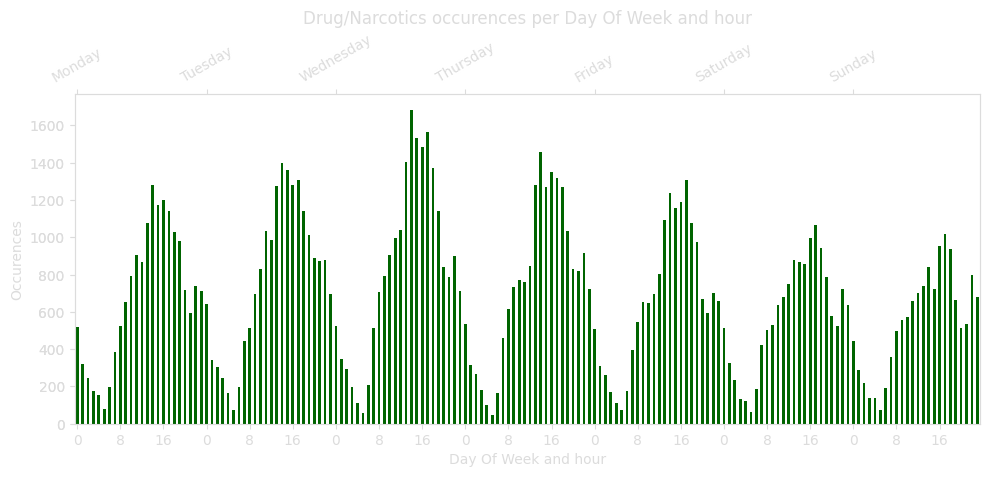 Drug/Narcotics occurences per Day Of Week and hour
Monday Tuesday Wednesday Thursday Friday Saturday Sunday
1600
1400
1200
1000
800
600
400
200
0
Occurences
0 8 16 0 8 16 0 8 16 0 8 16 0 8 16 0 8 16 0 8 16
Day Of Week and hour